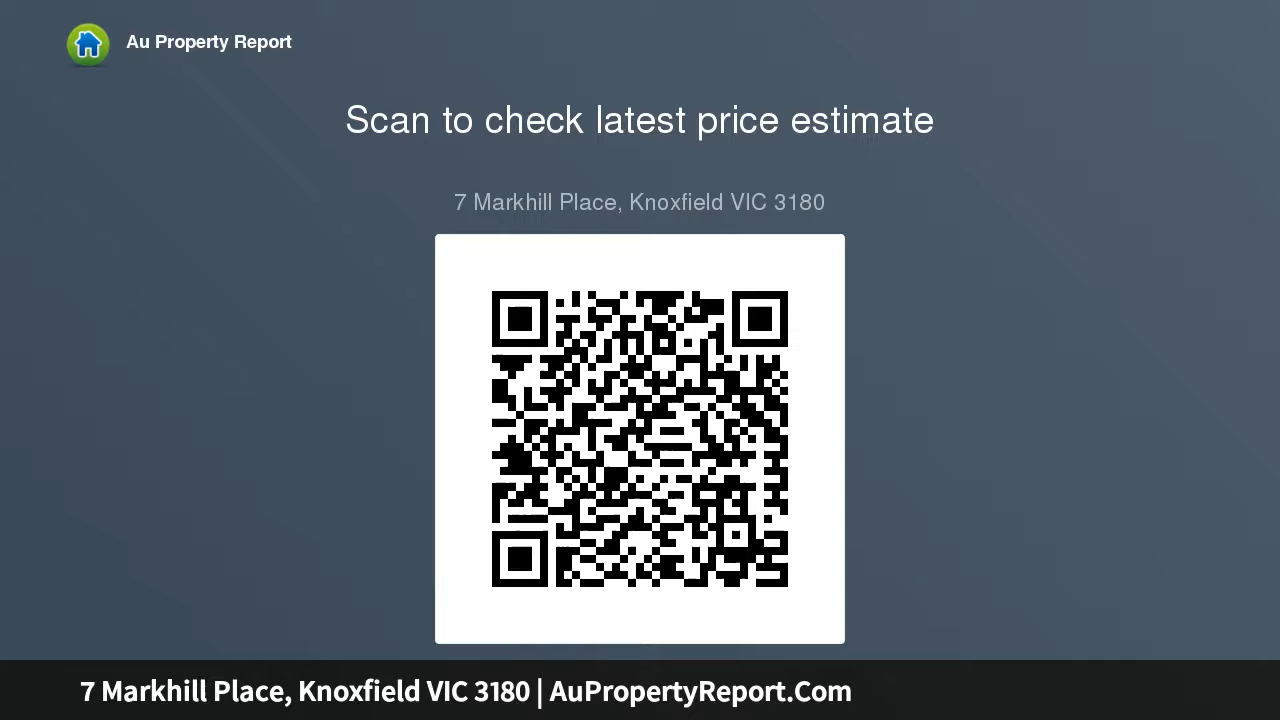 Au Property Report
Scan to check latest price estimate
7 Markhill Place, Knoxfield VIC 3180
7 Markhill Place, Knoxfield VIC 3180 | AuPropertyReport.Com